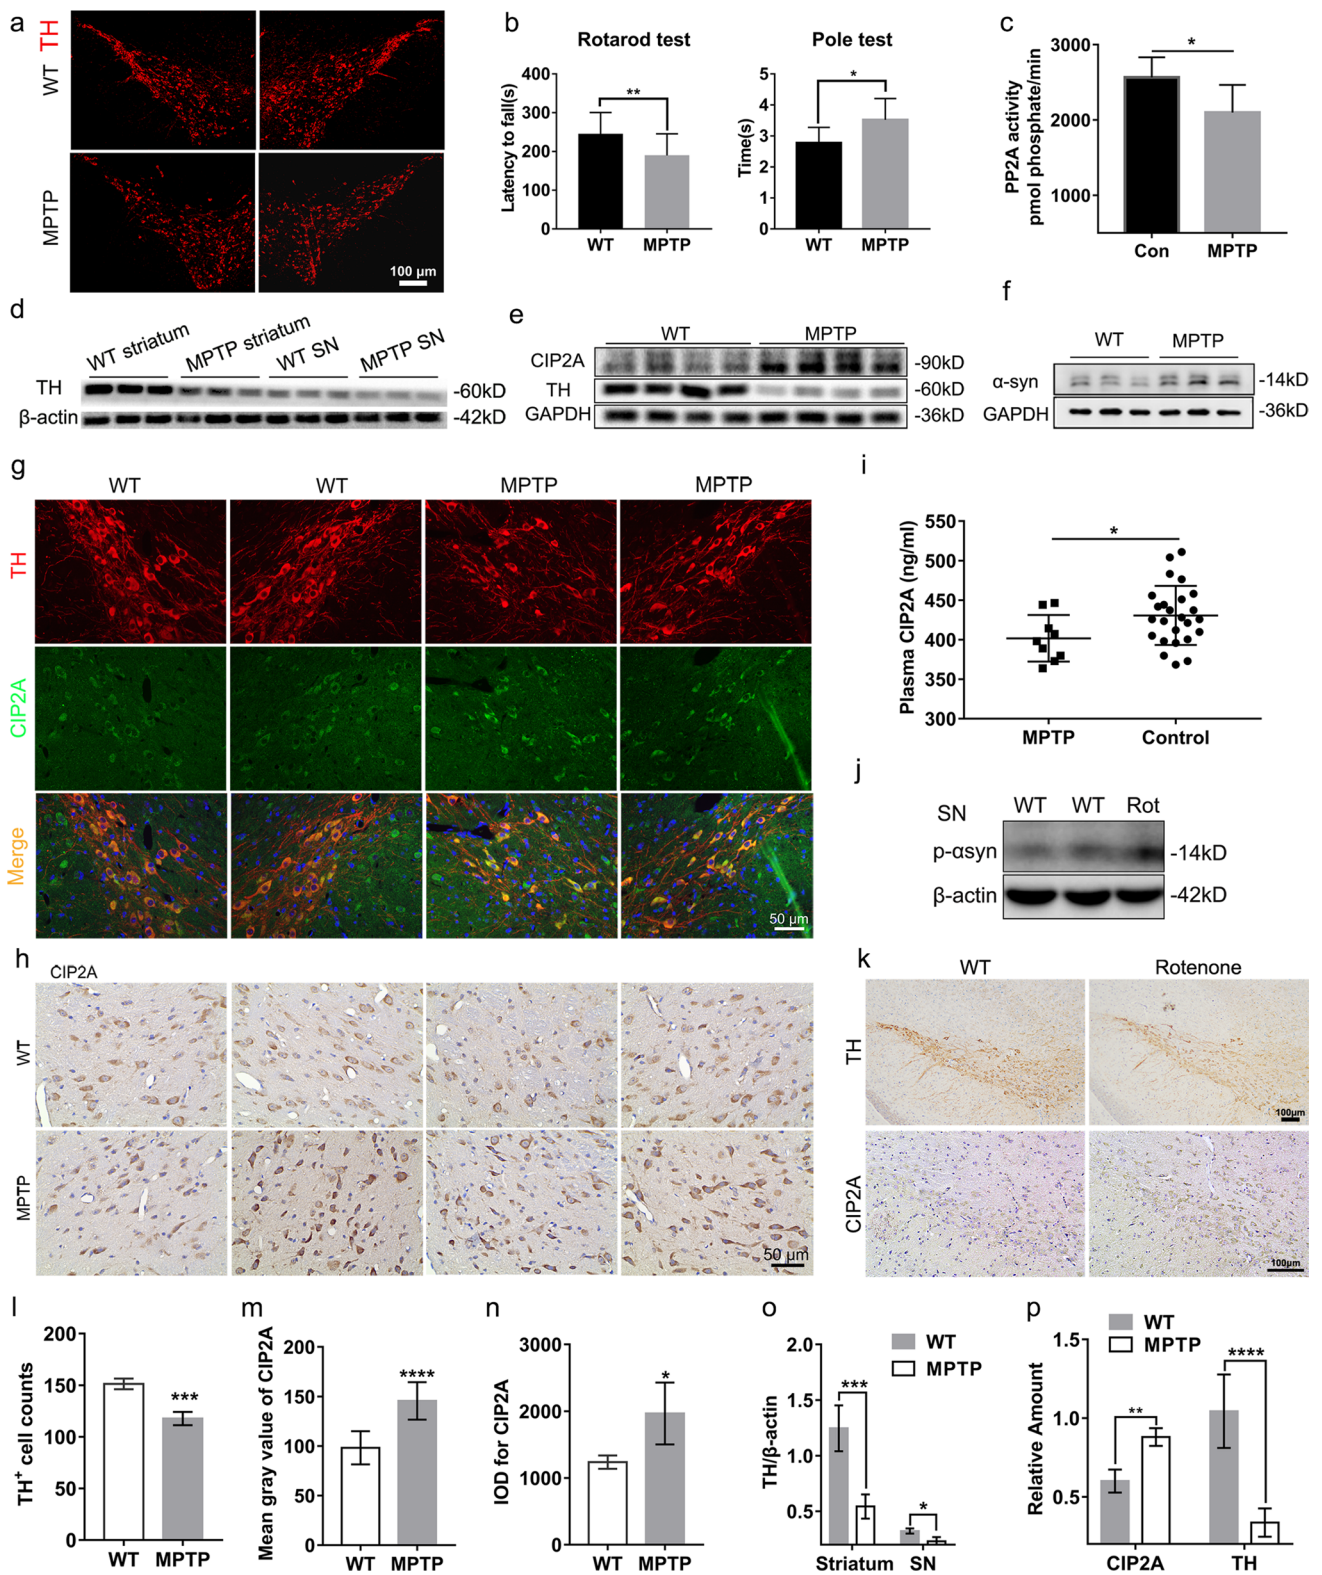 a
TH
WT
MPTP
100 µm
b
Rotarod test
Latency to fall(s)
400
300
200
100
0
**
WT MPTP
Pole test
Time(s)
5
4
3
2
1
0
*
WT MPTP
c
PP2A activity
pmol phosphate/min
3000
2000
1000
*
Con MPTP
d
WT striatum MPTP striatum WT SN MPTP SN
TH -60kD
β-actin -42kD
e
WT MPTP
CIP2A -90kD
TH -60kD
GAPDH -36kD
f
WT MPTP
α-syn -14kD
GAPDH -36kD
g
WT WT MPTP MPTP
TH
CIP2A
Merge
50 µm
i
Plasma CIP2A (ng/ml)
550
500
450
400
350
300
*
MPTP Control
j
SN WT WT Rot
p-αsyn -14kD
β-actin -42kD
h
CIP2A
WT
MPTP
50 µm
k
WT Rotenone
TH
100µm
CIP2A
100µm
l
TH+ cell counts
200
150
100
50
0
***
WT MPTP
m
Mean gray value of CIP2A
200
150
100
50
0
****
WT MPTP
n
IOD for CIP2A
3000
2000
1000
0
*
WT MPTP
o
TH/β-actin
2.0
1.5
1.0
0.5
WT
MPTP
***
*
Striatum SN
p
Relative Amount
1.5
1.0
0.5
WT
MPTP
**
****
CIP2A TH